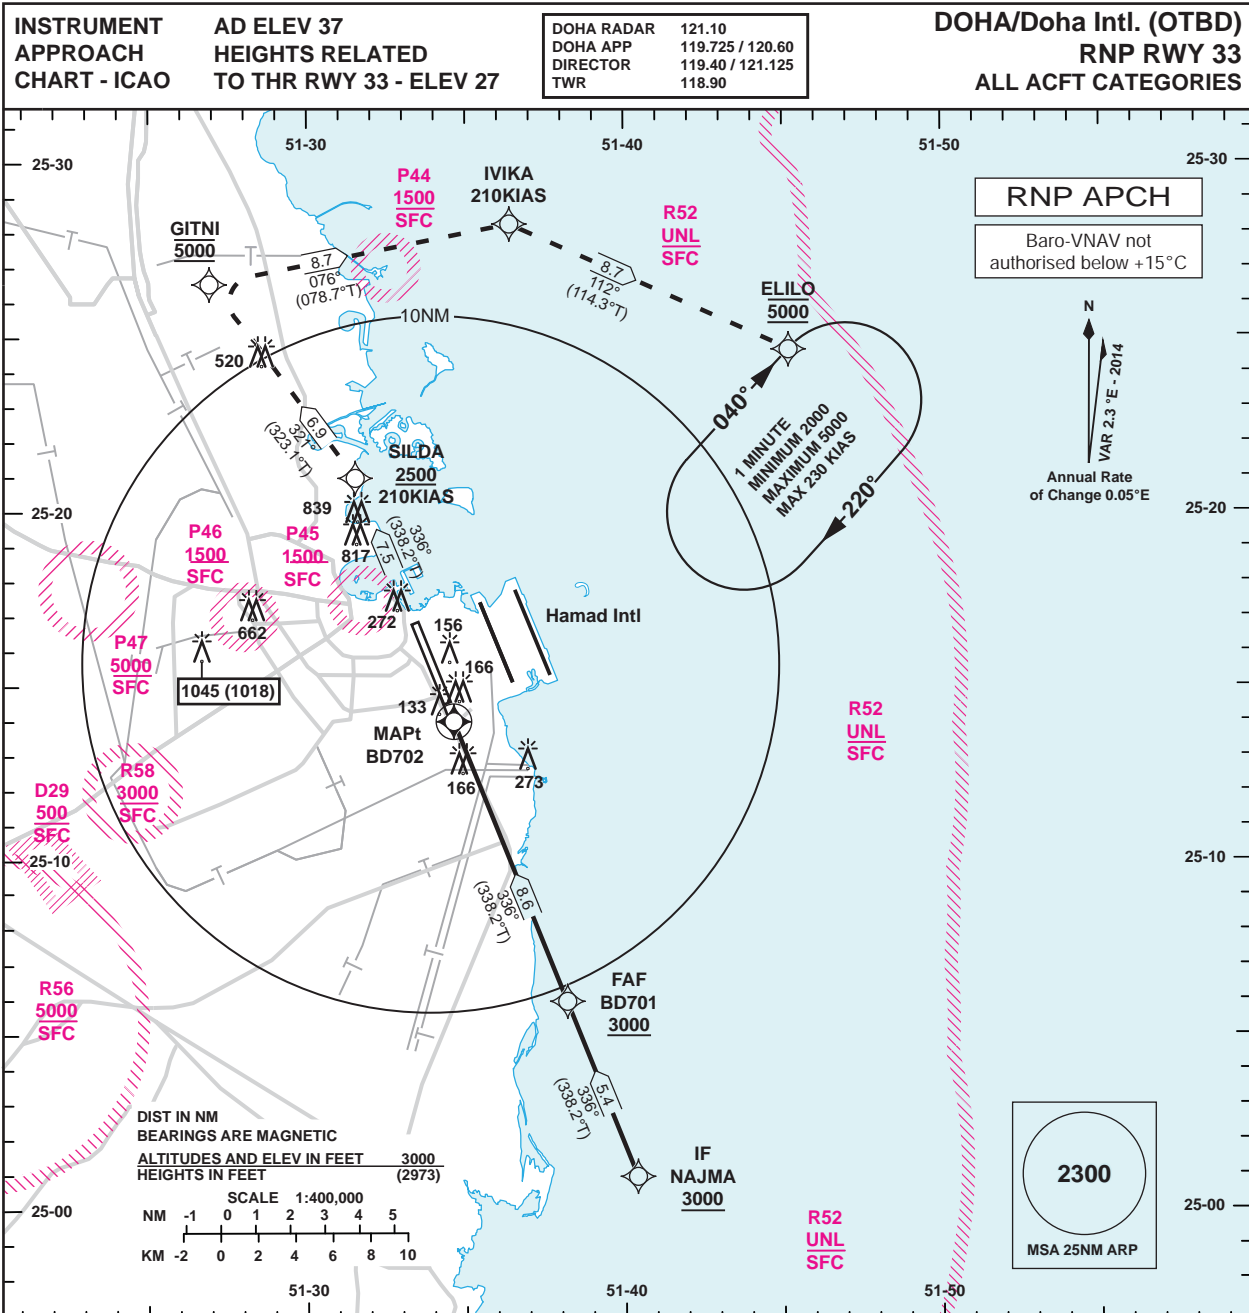 INSTRUMENT
APPROACH
CHART - ICAO
AD ELEV 37
HEIGHTS RELATED
TO THR RWY 33 - ELEV 27
DOHA RADAR 121.10
DOHA APP 119.725 / 120.60
DIRECTOR 119.40 / 121.125
TWR 118.90
DOHA/Doha Intl. (OTBD)
RNP RWY 33
ALL ACFT CATEGORIES
51-30
51-40
51-50
25-30
25-30
RNP APCH
Baro-VNAV not
authorised below +15°C
P44
1500
SFC
IVIKA
210KIAS
R52
UNL
SFC
GITNI
5000
8.7
076°
(078.7°T)
8.7
112°
(114.3°T)
ELILO
5000
10NM
N
VAR 2.3 °E - 2014
Annual Rate
of Change 0.05°E
520
6.9
321°
(323.1°T)
040°
1 MINUTE
MINIMUM 2000
MAXIMUM 5000
MAX 230 KIAS
220°
SILDA
2500
210KIAS
839
817
7.5
336°
(338.2°T)
25-20
25-20
P46
1500
SFC
P45
1500
SFC
272
662
156
Hamad Intl
P47
5000
SFC
1045 (1018)
166
133
MAPt
BD702
166
273
R52
UNL
SFC
R58
3000
SFC
D29
500
SFC
25-10
25-10
8.6
336°
(338.2°T)
R56
5000
SFC
FAF
BD701
3000
5.4
336°
(338.2°T)
IF
NAJMA
3000
DIST IN NM
BEARINGS ARE MAGNETIC
ALTITUDES AND ELEV IN FEET 3000
HEIGHTS IN FEET (2973)
SCALE 1:400,000
NM -1 0 1 2 3 4 5
KM -2 0 2 4 6 8 10
25-00
25-00
R52
UNL
SFC
2300
MSA 25NM ARP
51-30
51-40
51-50